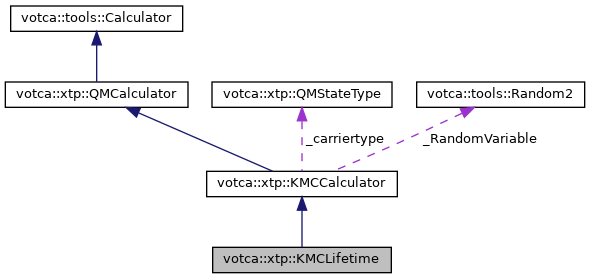 votca::tools::Calculator
votca::xtp::QMCalculator
votca::xtp::QMStateType
votca::tools::Random2
_carriertype
_RandomVariable
votca::xtp::KMCCalculator
votca::xtp::KMCLifetime